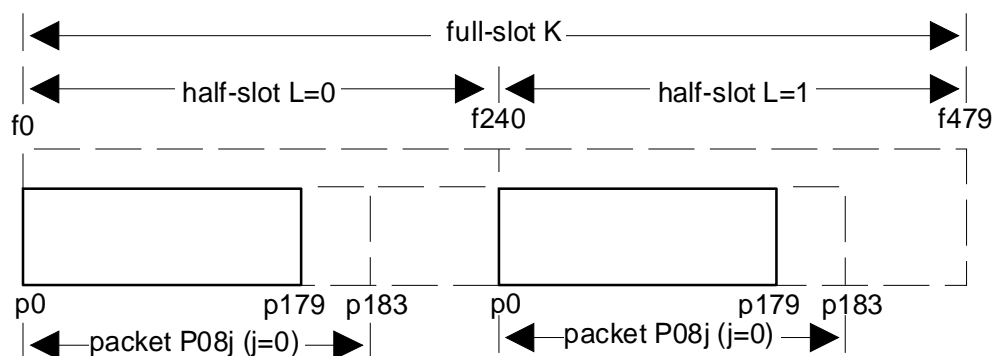 full-slot K
half-slot L=0 half-slot L=1
f0 f240 f479
p0 p179 p183 p0 p179 p183
packet P08j (j=0) packet P08j (j=0)